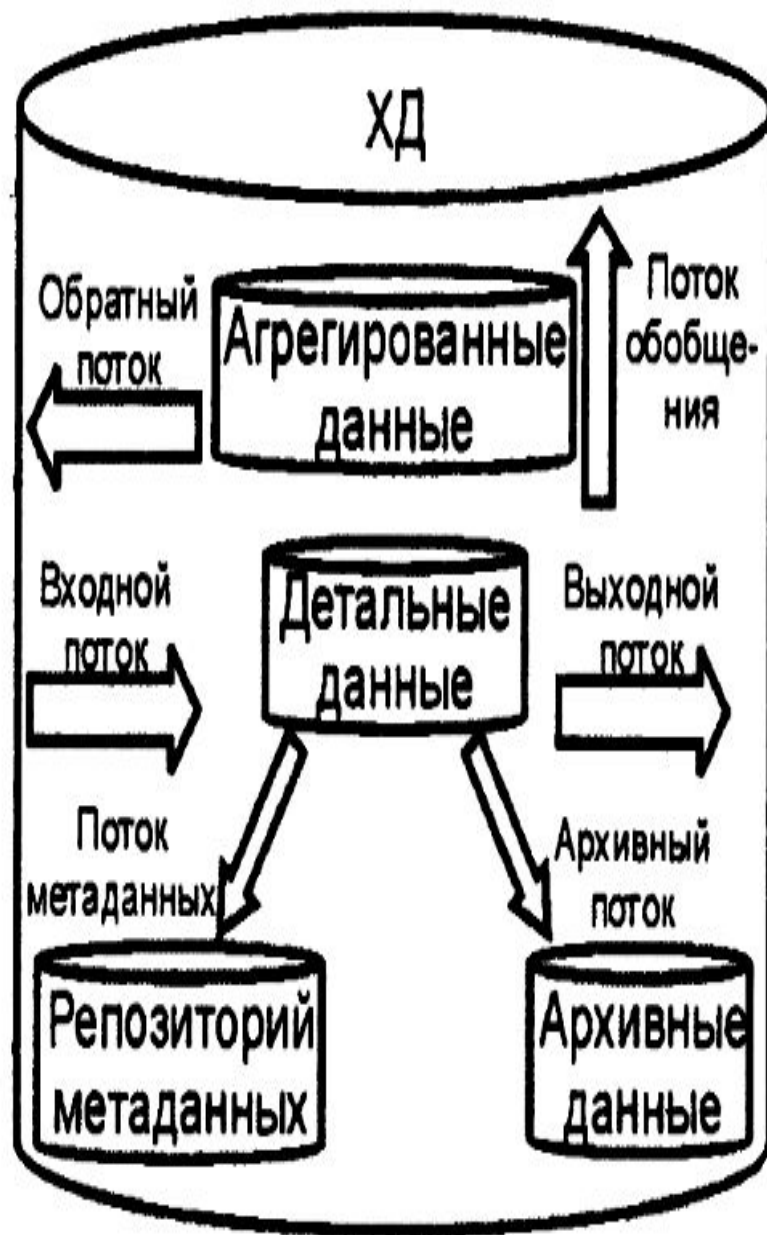 ХД
Обратный
поток
Агрегированные
данные
Поток
обобще-
ния
Входной
поток
Детальные
данные
Выходной
поток
Поток
метаданных
Архивный
поток
Репозиторий
метаданных
Архивные
данные